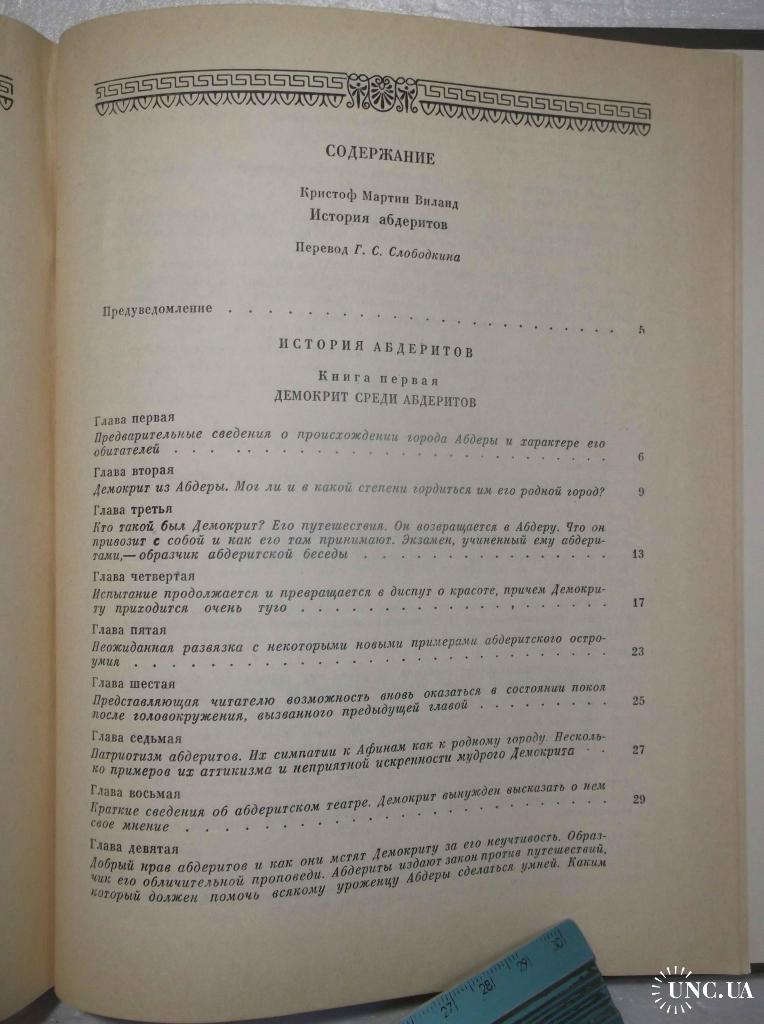 СОДЕРЖАНИЕ
Кристоф Мартин Виланд
История абдеритов
Перевод Г. С. Слободкина
Предуведомление . . . . . . . . . . . . . . . . . . . . 5
ИСТОРИЯ АБДЕРИТОВ
Книга первая
ДЕМОКРИТ СРЕДИ АБДЕРИТОВ
Глава первая
Предварительные сведения о происхождении города Абдеры и характере его
обитателей . . . . . . . . . . . . . . . . . . . . 6
Глава вторая
Демокрит из Абдеры. Мог ли и в какой степени гордиться им его родной город? 9
Глава третья
Кто такой был Демокрит? Его путешествия. Он возвращается в Абдеру. Что он
привозит с собой и как его там принимают. Экзамен, учиненный ему абдери-
тами,— образчик абдеритской беседы . . . . . . . . . . . . 13
Глава четвертая
Испытание продолжается и превращается в диспут о красоте, причем Демокри-
ту приходится очень туго . . . . . . . . . . . . . . . 17
Глава пятая
Неожиданная развязка с некоторыми новыми примерами абдеритского остро-
умия . . . . . . . . . . . . . . . . . . . . . 23
Глава шестая
Представляющая читателю возможность вновь оказаться в состоянии покоя
после головокружения, вызванного предыдущей главой . . . . . . . 25
Глава седьмая
Патриотизм абдеритов. Их симпатии к Афинам как к родному городу. Несколь-
ко примеров их аттикизма и неприятной искренности мудрого Демокрита . . 27
Глава восьмая
Краткие сведения об абдеритском театре. Демокрит вынужден высказать о нем
свое мнение . . . . . . . . . . . . . . . . . . . 29
Глава девятая
Добрый нрав абдеритов и как они мстят Демокриту за его неучтивость. Образ-
чик его обличительной проповеди. Абдериты издают закон против путешествий,
который должен помочь всякому уроженцу Абдеры сделаться умней. Каким
27 28 29 30
UNC.UA